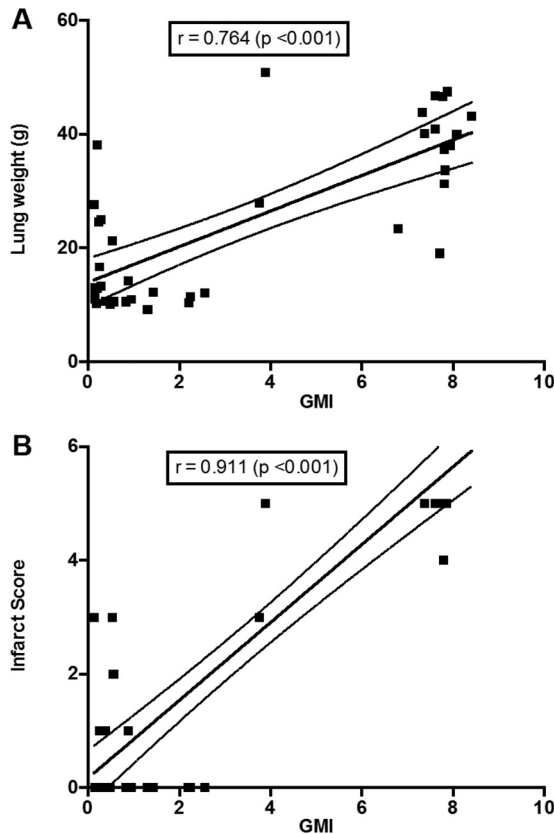 A
r = 0.764 (p <0.001)
60
40
20
0
Lung weight (g)
0 2 4 6 8 10
GMI
B
r = 0.911 (p <0.001)
6
4
2
0
Infarct Score
0 2 4 6 8 10
GMI